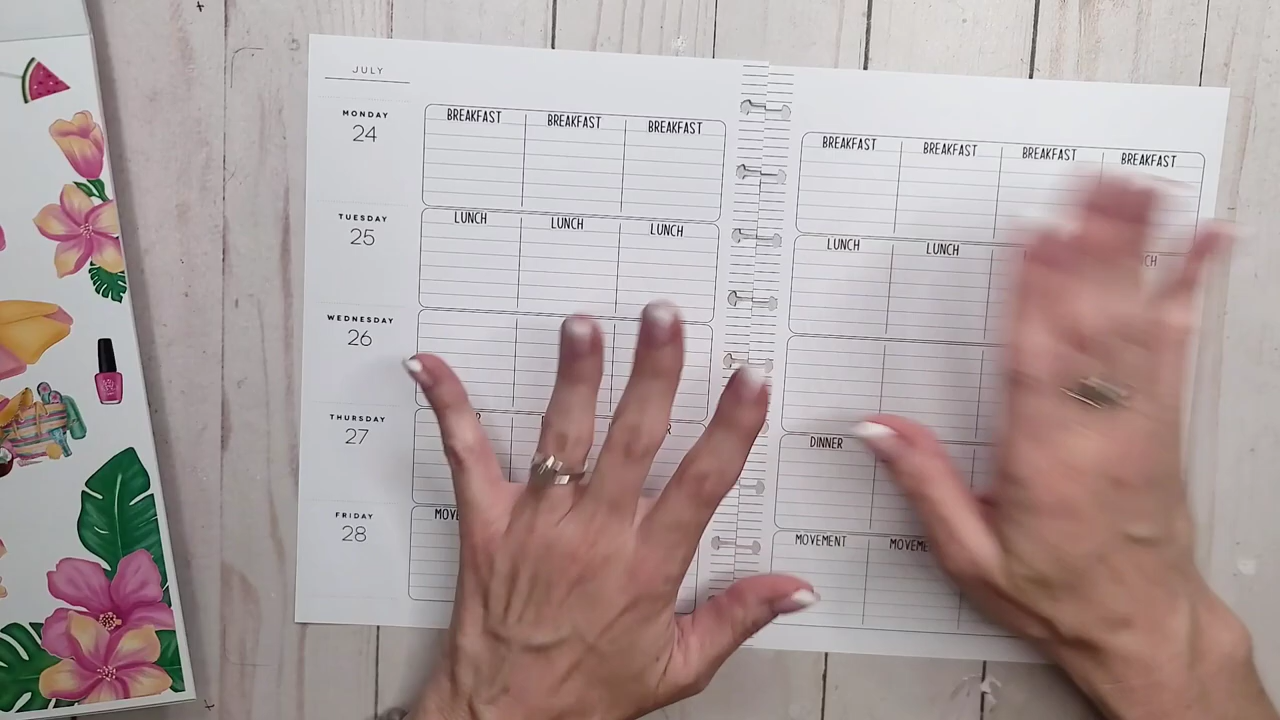 JULY
MONDAY
24
TUESDAY
25
WEDNESDAY
26
THURSDAY
27
FRIDAY
28
BREAKFAST BREAKFAST BREAKFAST
LUNCH LUNCH LUNCH
BREAKFAST BREAKFAST BREAKFAST BREAKFAST
LUNCH LUNCH
DINNER
MOVEMENT